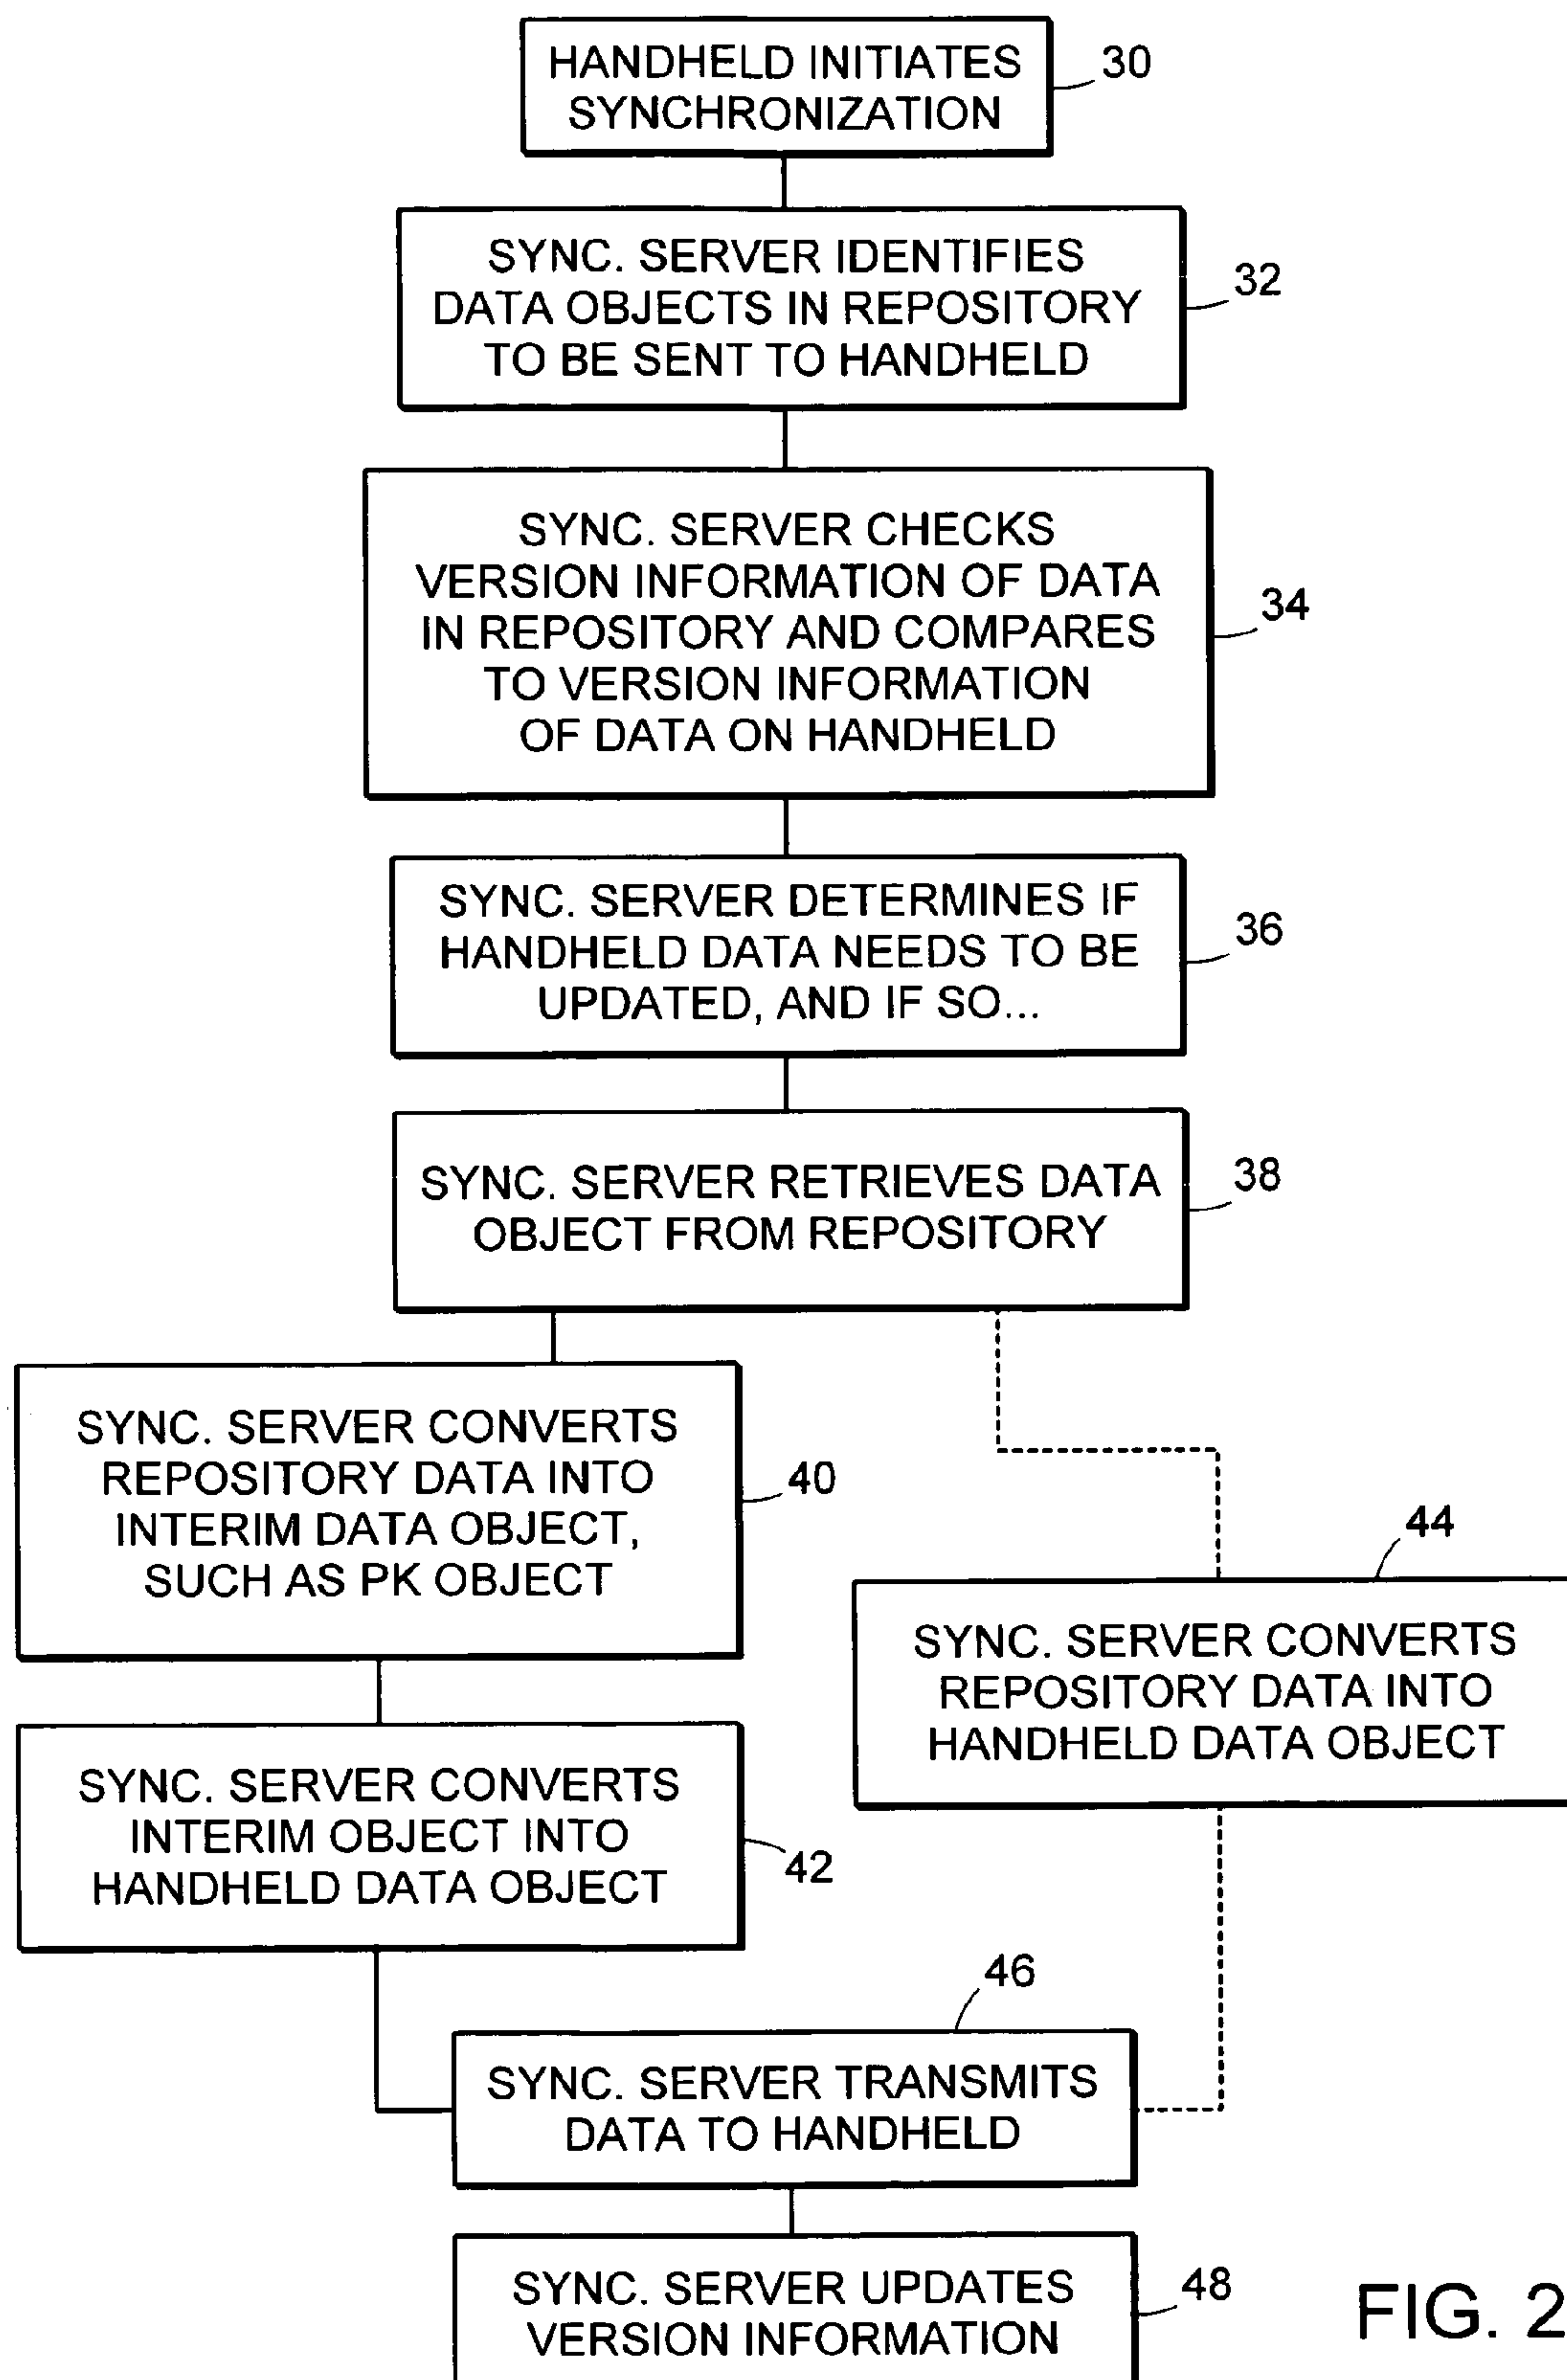 HANDHELD INITIATES
SYNCHRONIZATION
30
SYNC. SERVER IDENTIFIES
DATA OBJECTS IN REPOSITORY
TO BE SENT TO HANDHELD
32
SYNC. SERVER CHECKS
VERSION INFORMATION OF DATA
IN REPOSITORY AND COMPARES
TO VERSION INFORMATION
OF DATA ON HANDHELD
34
SYNC. SERVER DETERMINES IF
HANDHELD DATA NEEDS TO BE
UPDATED, AND IF SO...
36
SYNC. SERVER RETRIEVES DATA
OBJECT FROM REPOSITORY
38
SYNC. SERVER CONVERTS
REPOSITORY DATA INTO
INTERIM DATA OBJECT,
SUCH AS PK OBJECT
40
44
SYNC. SERVER CONVERTS
REPOSITORY DATA INTO
HANDHELD DATA OBJECT
SYNC. SERVER CONVERTS
INTERIM OBJECT INTO
HANDHELD DATA OBJECT
42
46
SYNC. SERVER TRANSMITS
DATA TO HANDHELD
SYNC. SERVER UPDATES
VERSION INFORMATION
48
FIG. 2